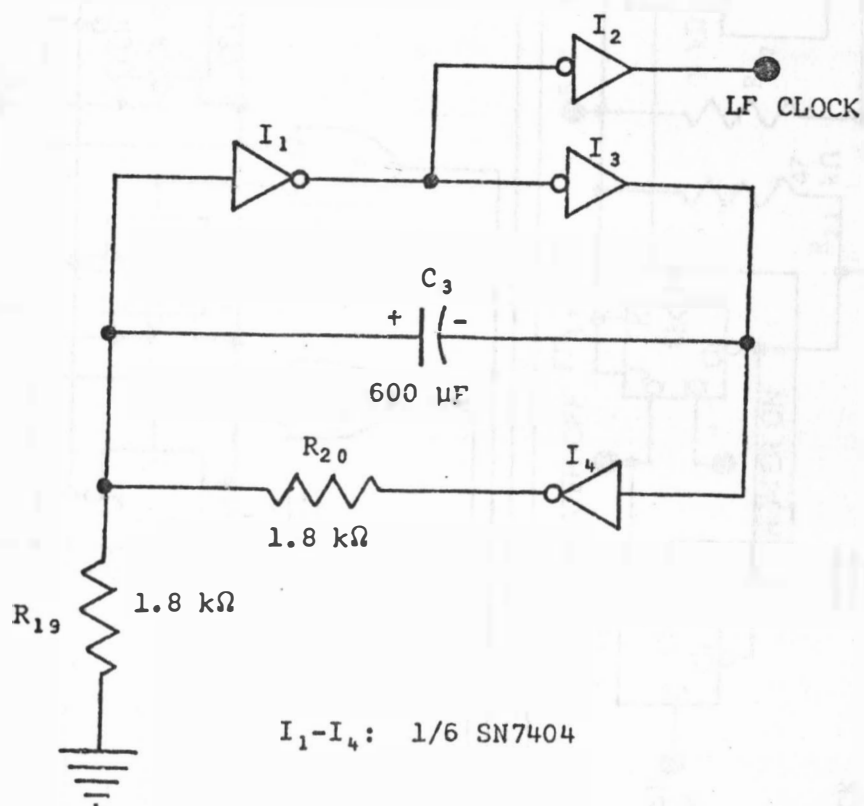 I2
LF CLOCK
I1
I3
C3
+ -
600 µF
R20
I4
1.8 kΩ
R19
1.8 kΩ
I1-I4: 1/6 SN7404